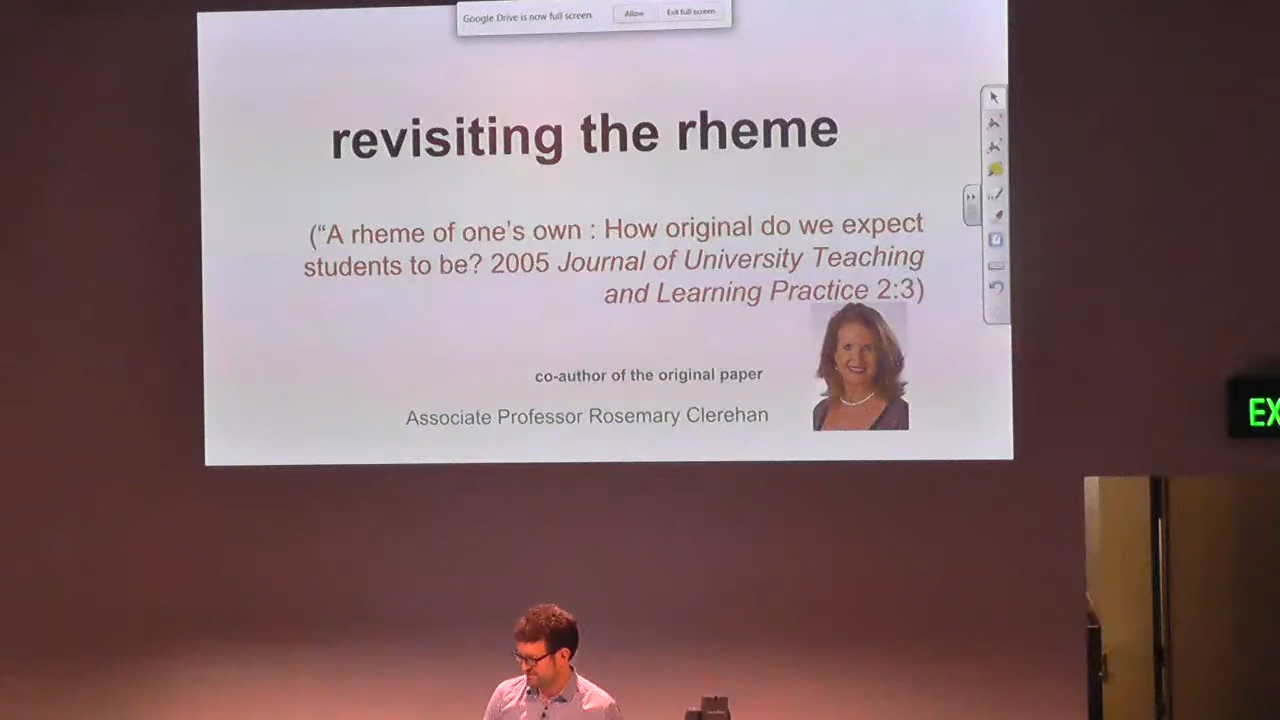 Google Drive is now full screen.
Allow
Exit full screen
revisiting the rheme
(“A rheme of one’s own : How original do we expect
students to be? 2005 Journal of University Teaching
and Learning Practice 2:3)
co-author of the original paper
Associate Professor Rosemary Clerehan
EX